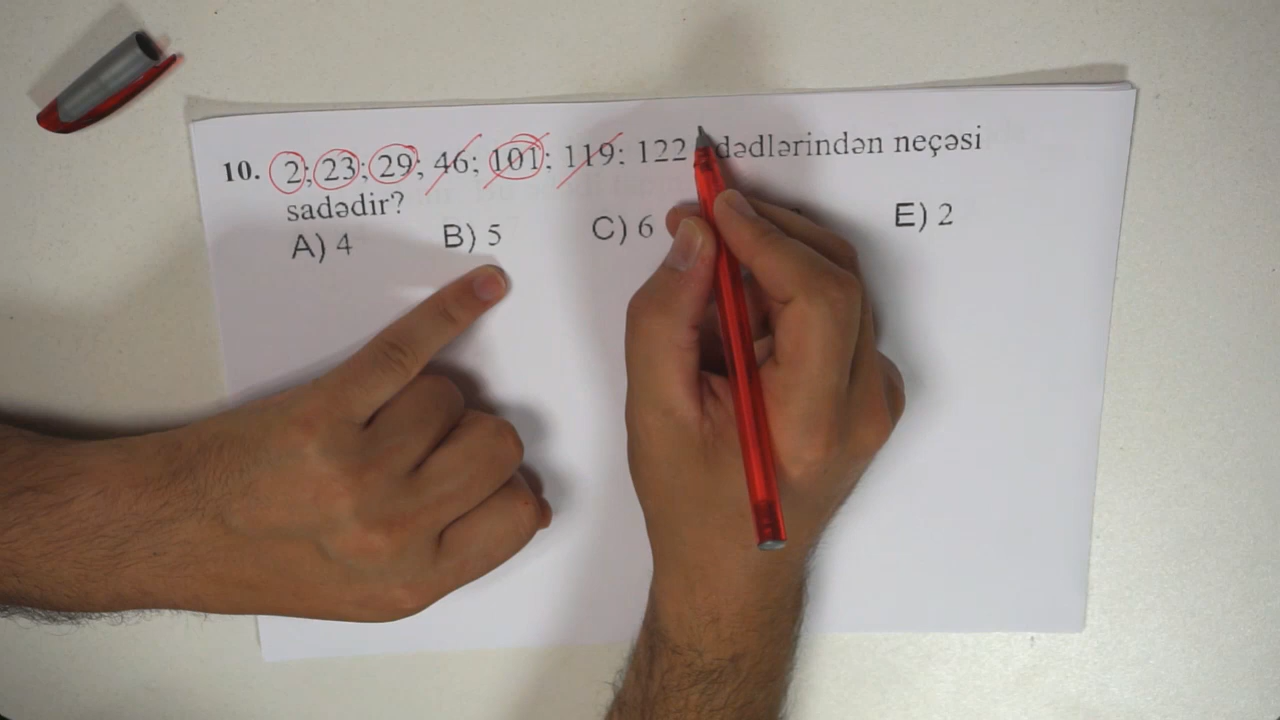 10. 2; 23; 29; 46; 101; 119; 122 ədədlərindən neçəsi
sadədir?
A) 4 B) 5 C) 6 E) 2